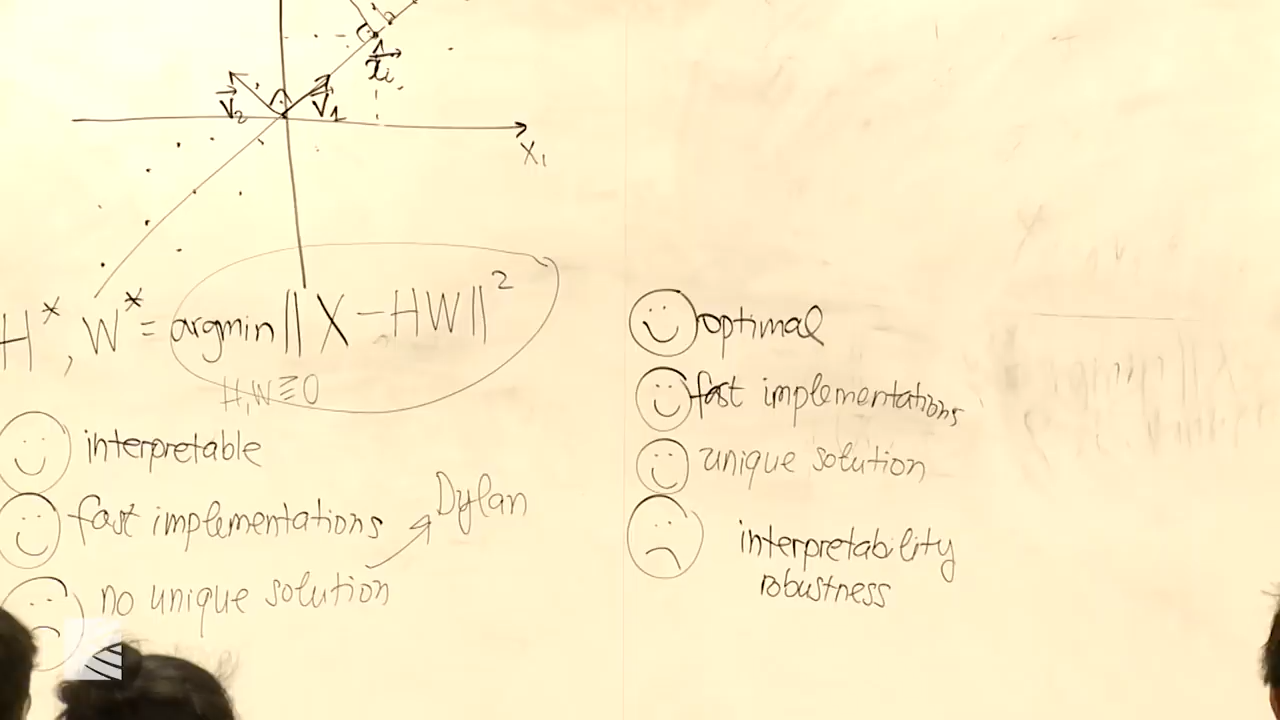 x̂ᵢ
V₂
V₁
X₁
H*, W* = argmin || X - HW ||²
H,W ≥ 0
interpretable
fast implementations
Dylan
no unique solution
optimal
fast implementations
unique solution
interpretability
robustness